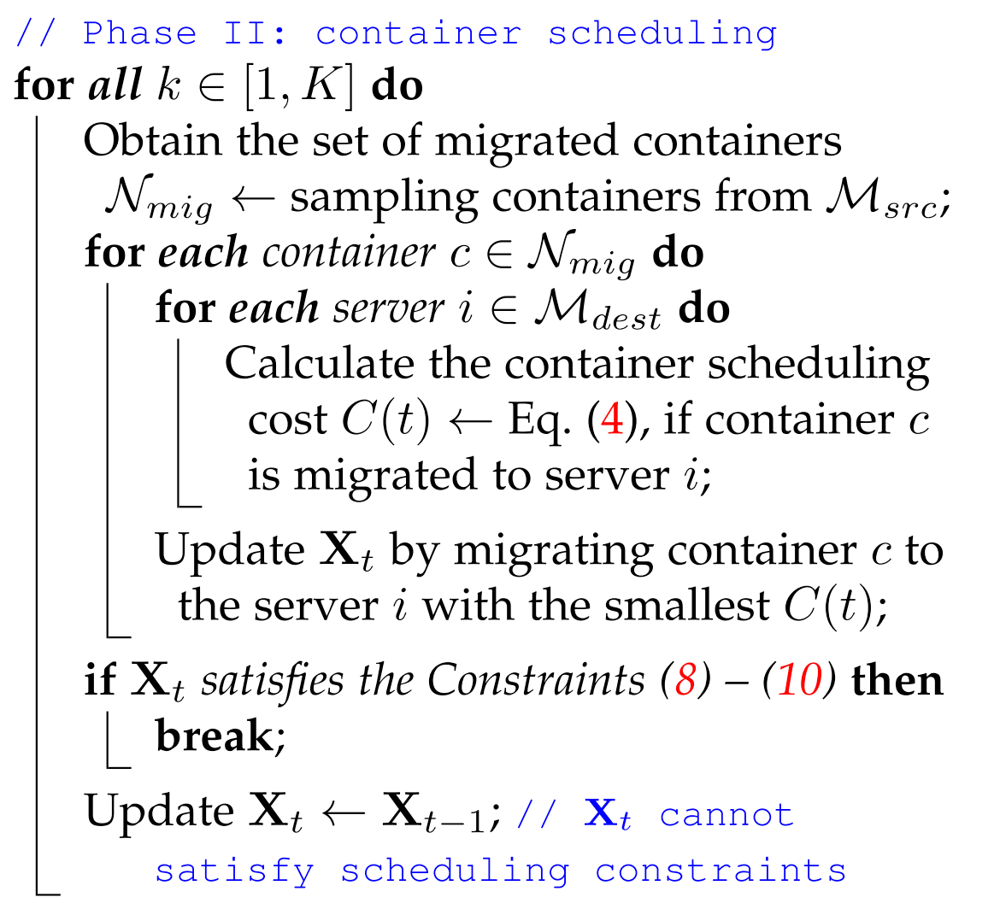 // Phase II: container scheduling
for all k ∈ [1, K] do
Obtain the set of migrated containers
𝒩_mig ← sampling containers from ℳ_src;
for each container c ∈ 𝒩_mig do
for each server i ∈ ℳ_dest do
Calculate the container scheduling
cost C(t) ← Eq. (4), if container c
is migrated to server i;
Update X_t by migrating container c to
the server i with the smallest C(t);
if X_t satisfies the Constraints (8) – (10) then
break;
Update X_t ← X_{t−1}; // X_t cannot
satisfy scheduling constraints